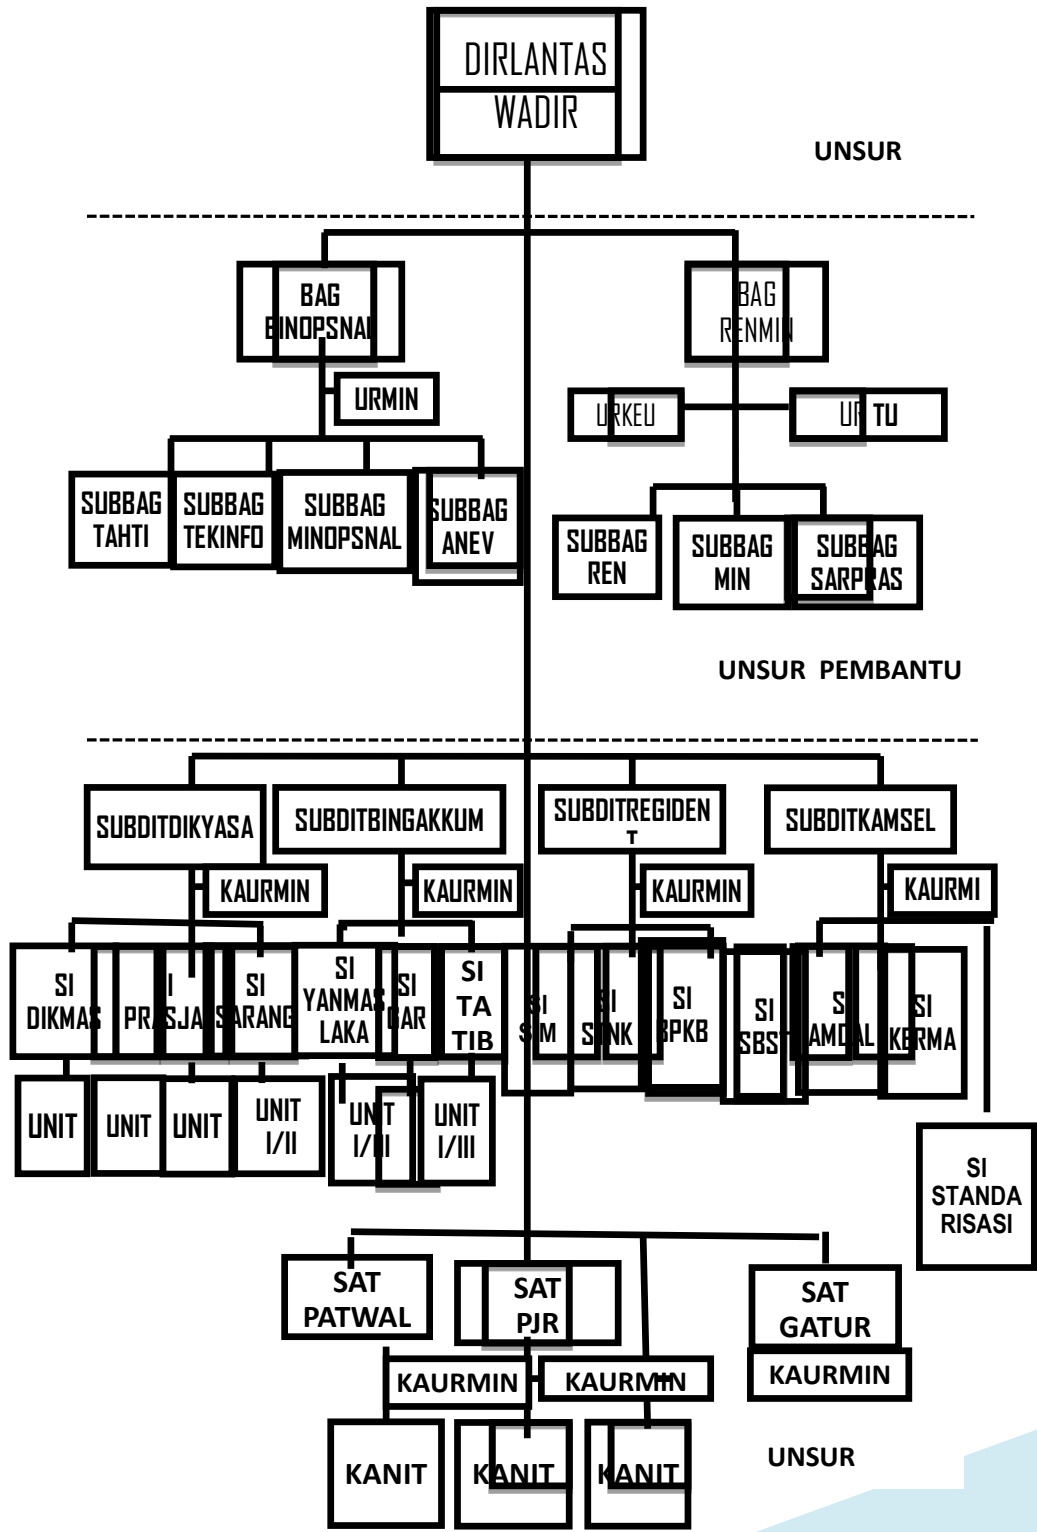 DIRLANTAS
WADIR
UNSUR
BAG
BINOPSNAL
BAG
RENMIN
URMIN
URKEU
UR TU
SUBBAG
TAHTI
SUBBAG
TEKINFO
SUBBAG
MINOPSNAL
SUBBAG
ANEV
SUBBAG
REN
SUBBAG
MIN
SUBBAG
SARPRAS
UNSUR PEMBANTU
SUBDITDIKYASA
SUBDITBINGAKKUM
SUBDITREGIDEN
T
SUBDITKAMSEL
KAURMIN
KAURMIN
KAURMIN
KAURMI
SI
DIKMAS
SI
SARANG
SI
YANMAS
LAKA
SI
GAR
SI
TA
TIB
SI
SIM
SI
BPKB
SI
SBST
SI
KERMA
UNIT
UNIT
UNIT
UNIT
I/II
UNIT
I/III
UNIT
I/III
SI
STANDA
RISASI
SAT
PATWAL
SAT
PJR
SAT
GATUR
KAURMIN
KAURMIN
KAURMIN
KANIT
KANIT
KANIT
UNSUR